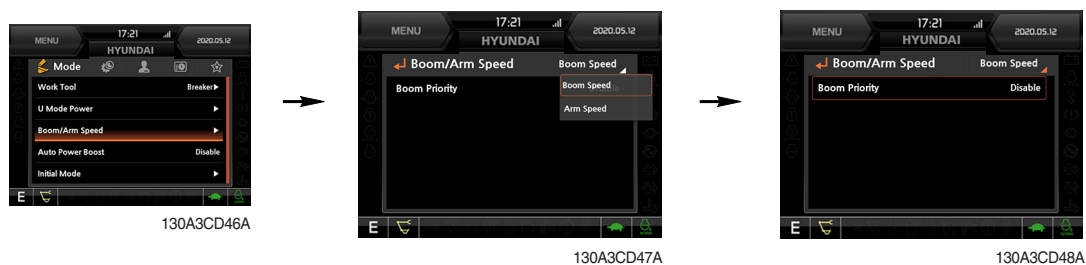 MENU 17:21 2020.05.12
HYUNDAI
Mode
Work Tool Breaker
U Mode Power
Boom/Arm Speed
Auto Power Boost Disable
Initial Mode
E
130A3CD46A
MENU 17:21 2020.05.12
HYUNDAI
Boom/Arm Speed Boom Speed
Boom Priority
Boom Speed
Arm Speed
E
130A3CD47A
MENU 17:21 2020.05.12
HYUNDAI
Boom/Arm Speed Boom Speed
Boom Priority Disable
E
130A3CD48A